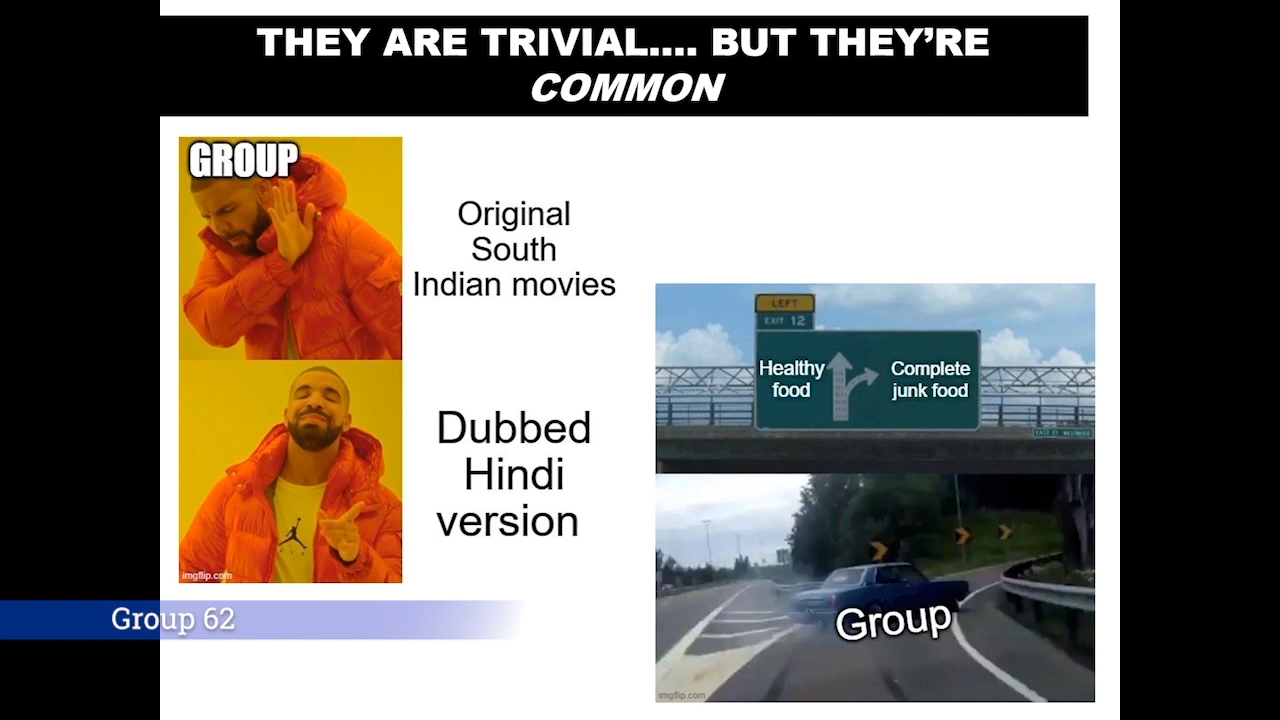 THEY ARE TRIVIAL.... BUT THEY’RE
COMMON
GROUP
Original
South
Indian movies
Dubbed
Hindi
version
imgflip.com
Group 62
LEFT
EXIT 12
Healthy
food
Complete
junk food
Group
imgflip.com